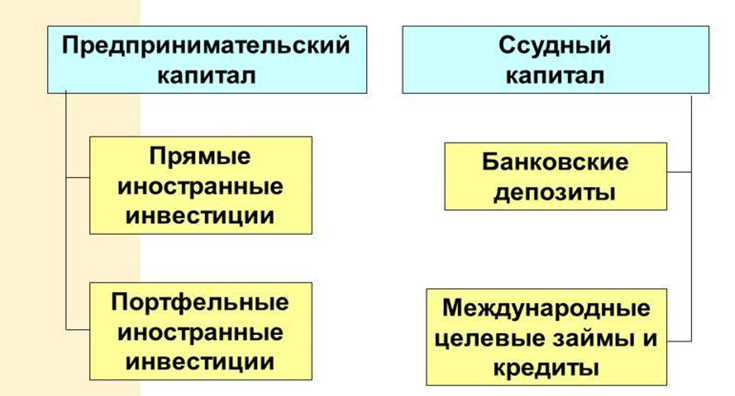 Предпринимательский
капитал
Прямые
иностранные
инвестиции
Портфельные
иностранные
инвестиции
Ссудный
капитал
Банковские
депозиты
Международные
целевые займы и
кредиты